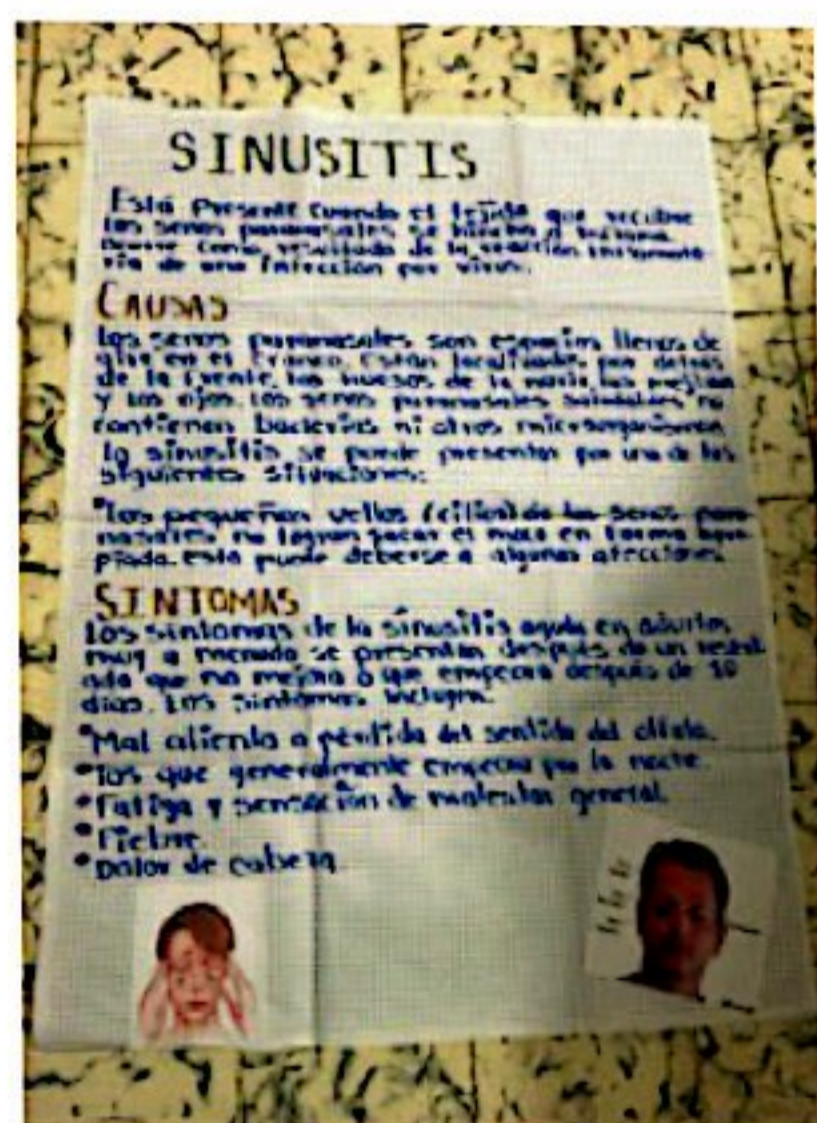 SINUSITIS
Está Presente cuando el tejido que recubre
los senos paranasales se hincha o inflama.
Ocurre como resultado de la reacción inflamato-
ria de una infección por virus.
CAUSAS
Los senos paranasales son espacios llenos de
aire en el cráneo. Están localizados por detrás
de la frente, los huesos de la nariz, las mejillas
y los ojos. Los senos paranasales saludables no
contienen bacterias ni otros microorganismos
la sinusitis se puede presentar por una de las
siguientes situaciones:
•Los pequeños vellos (cilios) de los senos para
nasales no logran sacar el moco en forma apro
piada. esto puede deberse a algunas afecciones
SINTOMAS
Los sintomas de la sinusitis aguda en adultos
muy a menudo se presentan después de un resfri
ado que no mejora o que empeora después de 10
días. Los sintomas incluyen.
•Mal aliento o pérdida del sentido del olfato.
•Tos que generalmente empeora por la noche.
•Fatiga y sensación de malestar general.
•Fiebre
•Dolor de cabeza